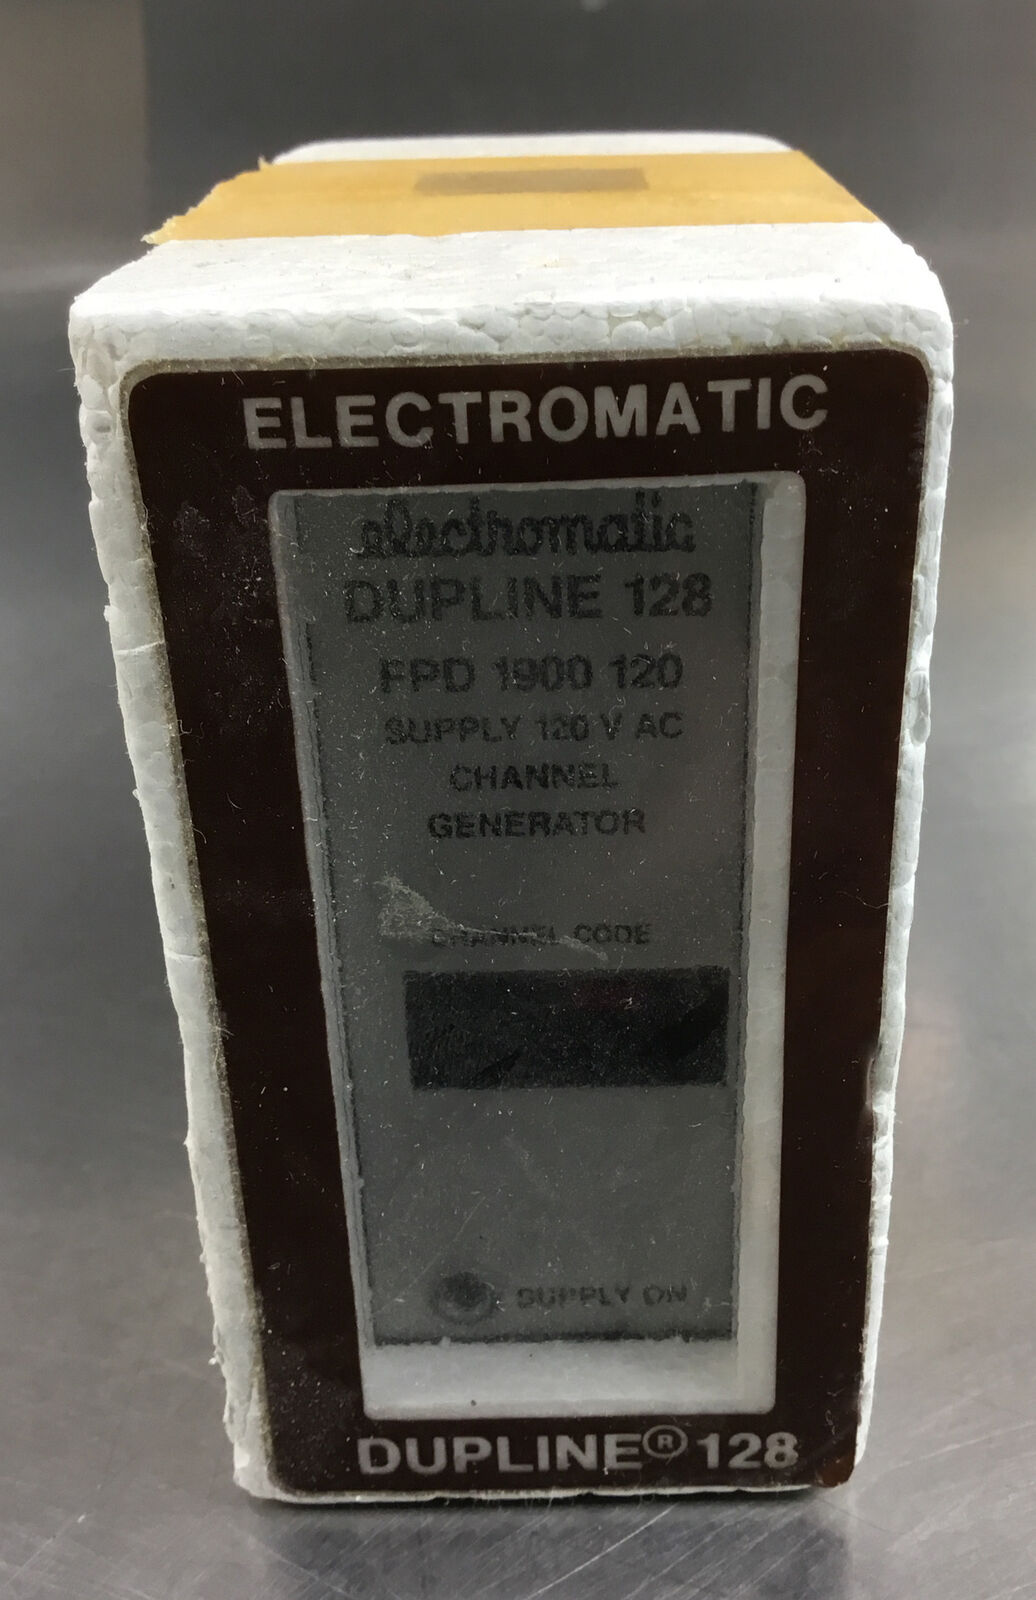 ELECTROMATIC
electromatic
DUPLINE 128
FPD 1900 120
SUPPLY 120 V AC
CHANNEL
GENERATOR
CHANNEL CODE
SUPPLY ON
DUPLINE® 128